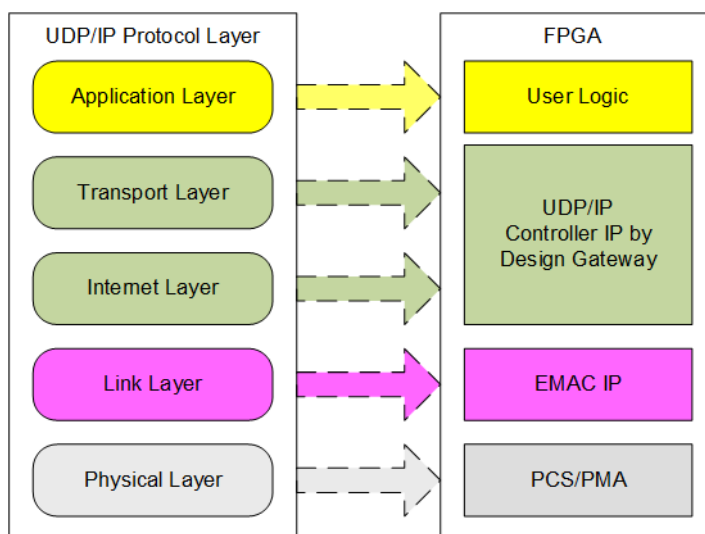 UDP/IP Protocol Layer
FPGA
Application Layer
User Logic
Transport Layer
UDP/IP
Controller IP by
Design Gateway
Internet Layer
Link Layer
EMAC IP
Physical Layer
PCS/PMA